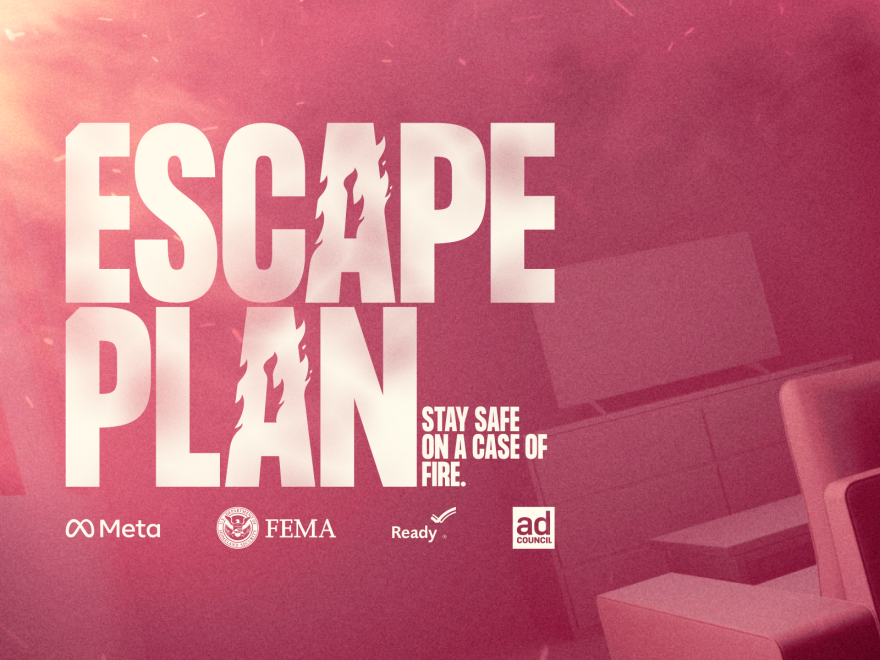 ESCAPE
PLAN
STAY SAFE
ON A CASE OF
FIRE.
Meta
FEMA
Ready
ad
COUNCIL